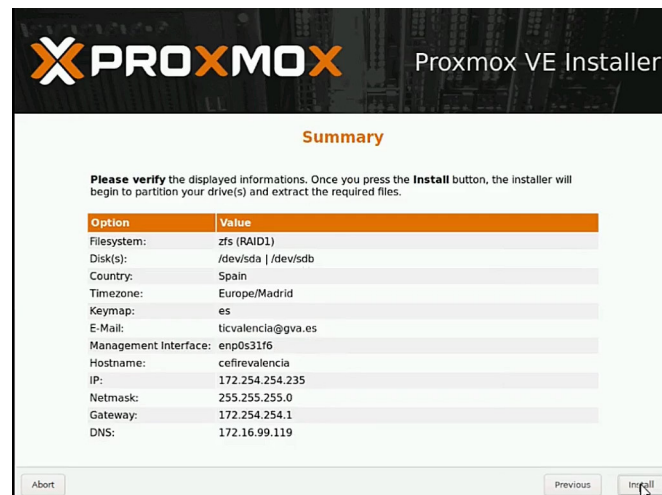 PROXMOX
Proxmox VE Installer
Summary
Please verify the displayed informations. Once you press the Install button, the installer will
begin to partition your drive(s) and extract the required files.
Option Value
Filesystem: zfs (RAID1)
Disk(s): /dev/sda | /dev/sdb
Country: Spain
Timezone: Europe/Madrid
Keymap: es
E-Mail: ticvalencia@gva.es
Management Interface: enp0s31f6
Hostname: cefirevalencia
IP: 172.254.254.235
Netmask: 255.255.255.0
Gateway: 172.254.254.1
DNS: 172.16.99.119
Abort Previous Install